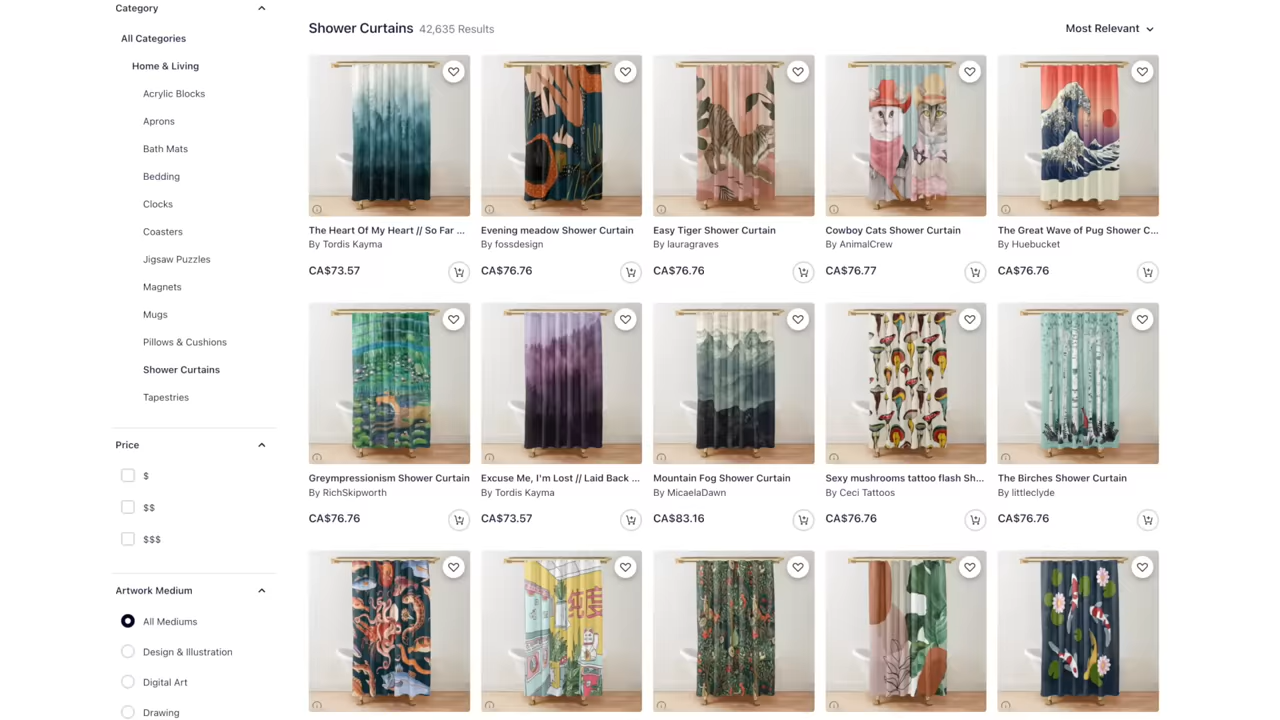 Category
All Categories
Home & Living
Acrylic Blocks
Aprons
Bath Mats
Bedding
Clocks
Coasters
Jigsaw Puzzles
Magnets
Mugs
Pillows & Cushions
Shower Curtains
Tapestries
Price
$
$$
$$$
Artwork Medium
All Mediums
Design & Illustration
Digital Art
Drawing
Shower Curtains 42,635 Results
Most Relevant
The Heart Of My Heart // So Far ...
By Tordis Kayma
CA$73.57
Evening meadow Shower Curtain
By fossdesign
CA$76.76
Easy Tiger Shower Curtain
By lauragraves
CA$76.76
Cowboy Cats Shower Curtain
By AnimalCrew
CA$76.77
The Great Wave of Pug Shower C...
By Huebucket
CA$76.76
Greympressionism Shower Curtain
By RichSkipworth
CA$76.76
Excuse Me, I'm Lost // Laid Back ...
By Tordis Kayma
CA$73.57
Mountain Fog Shower Curtain
By MicaelaDawn
CA$83.16
Sexy mushrooms tattoo flash Sh...
By Ceci Tattoos
CA$76.76
The Birches Shower Curtain
By littleclyde
CA$76.76